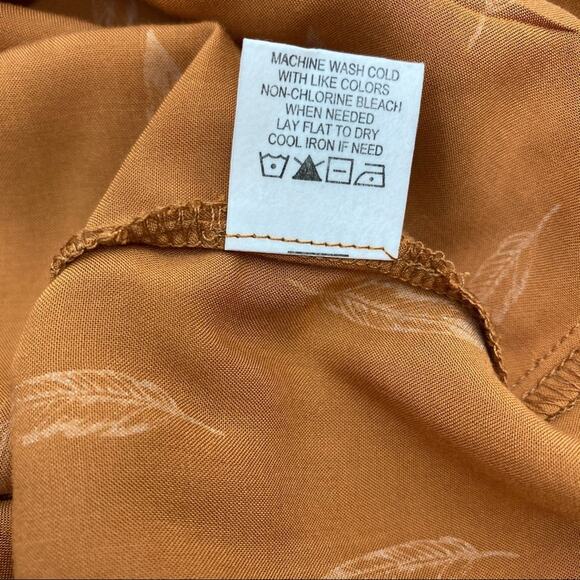 MACHINE WASH COLD
WITH LIKE COLORS
NON-CHLORINE BLEACH
WHEN NEEDED
LAY FLAT TO DRY
COOL IRON IF NEED